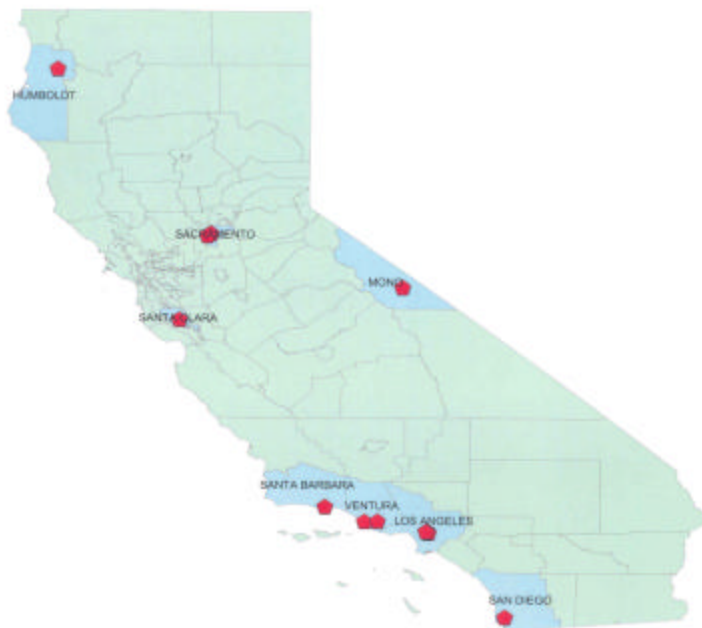 HUMBOLDT
SACRAMENTO
MONO
SANTA CLARA
SANTA BARBARA
VENTURA
LOS ANGELES
SAN DIEGO